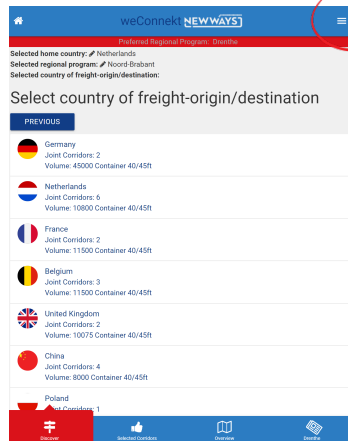 weConnekt NEWWAYS
Preferred Regional Program: Drenthe
Selected home country: Netherlands
Selected regional program: Noord-Brabant
Selected country of freight-origin/destination:
Select country of freight-origin/destination
PREVIOUS
Germany
Joint Corridors: 2
Volume: 45000 Container 40/45ft
Netherlands
Joint Corridors: 6
Volume: 10800 Container 40/45ft
France
Joint Corridors: 2
Volume: 11500 Container 40/45ft
Belgium
Joint Corridors: 3
Volume: 11500 Container 40/45ft
United Kingdom
Joint Corridors: 2
Volume: 10075 Container 40/45ft
China
Joint Corridors: 4
Volume: 8000 Container 40/45ft
Poland
Joint Corridors: 1
Discover Selected Corridors Overview Drenthe